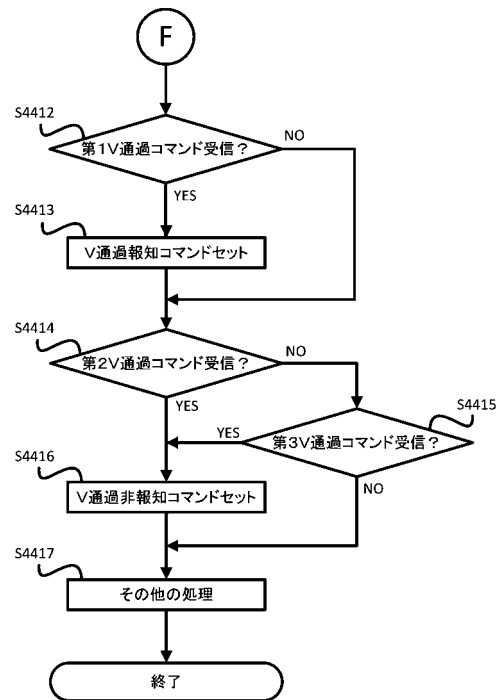 F
S4412
第1V通過コマンド受信？
NO
YES
S4413
V通過報知コマンドセット
S4414
第2V通過コマンド受信？
NO
YES
S4415
第3V通過コマンド受信？
YES
NO
S4416
V通過非報知コマンドセット
S4417
その他の処理
終了